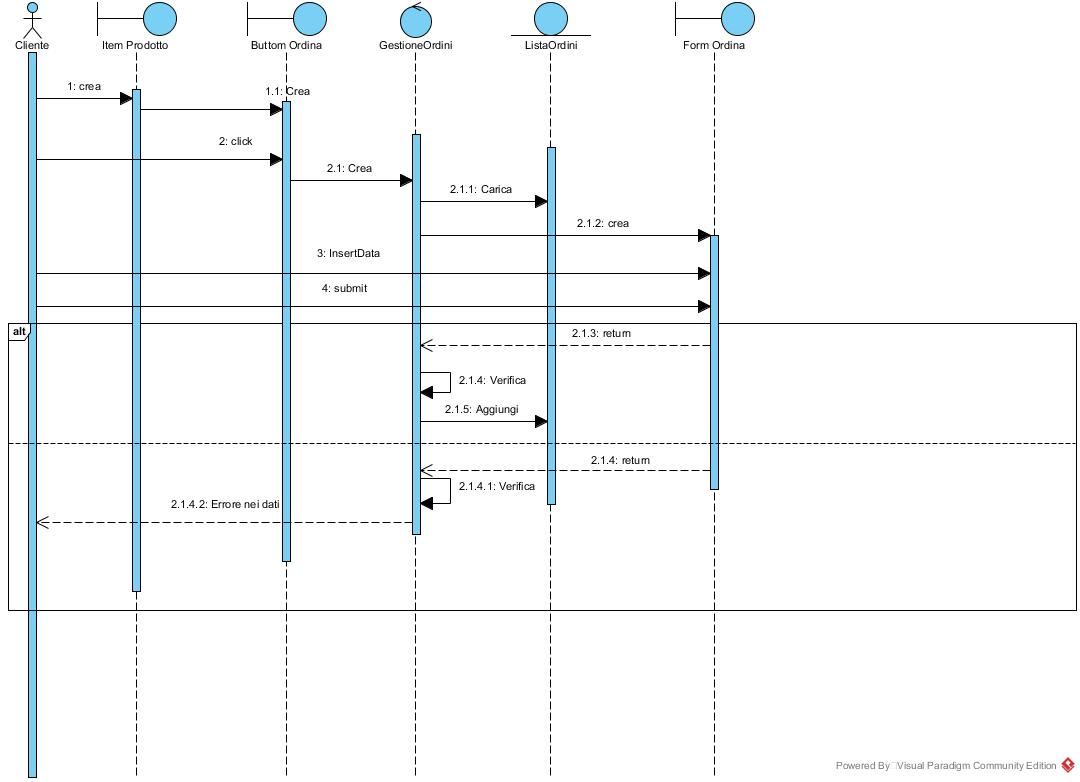 Cliente
Item Prodotto
Buttom Ordina
GestioneOrdini
ListaOrdini
Form Ordina
1: crea
1.1: Crea
2: click
2.1: Crea
2.1.1: Carica
2.1.2: crea
3: InsertData
4: submit
alt
2.1.3: return
2.1.4: Verifica
2.1.5: Aggiungi
2.1.4: return
2.1.4.1: Verifica
2.1.4.2: Errore nei dati
Powered By Visual Paradigm Community Edition